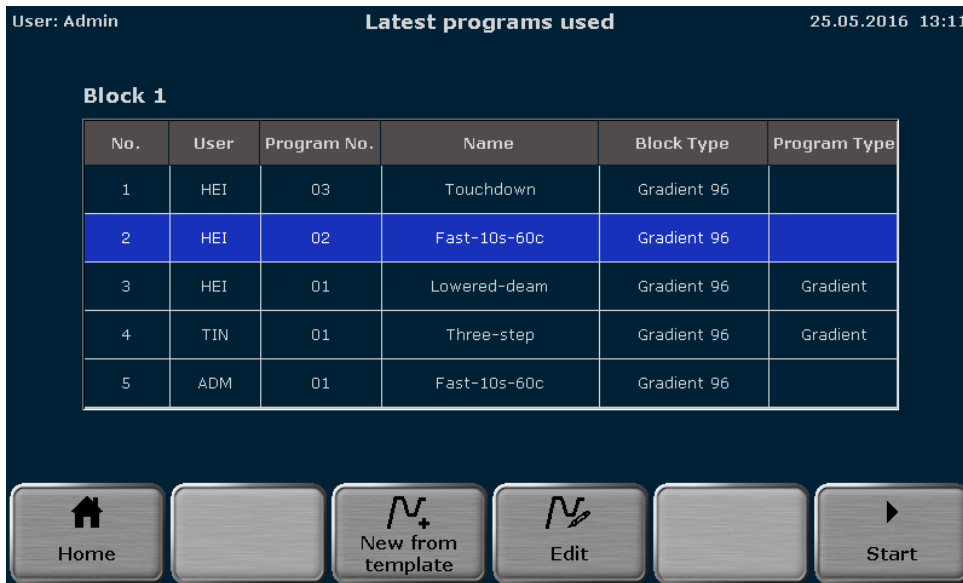 User: Admin Latest programs used 25.05.2016 13:11
Block 1
No. User Program No. Name Block Type Program Type
1 HEI 03 Touchdown Gradient 96
2 HEI 02 Fast-10s-60c Gradient 96
3 HEI 01 Lowered-deam Gradient 96 Gradient
4 TIN 01 Three-step Gradient 96 Gradient
5 ADM 01 Fast-10s-60c Gradient 96
Home
New from
template
Edit
Start